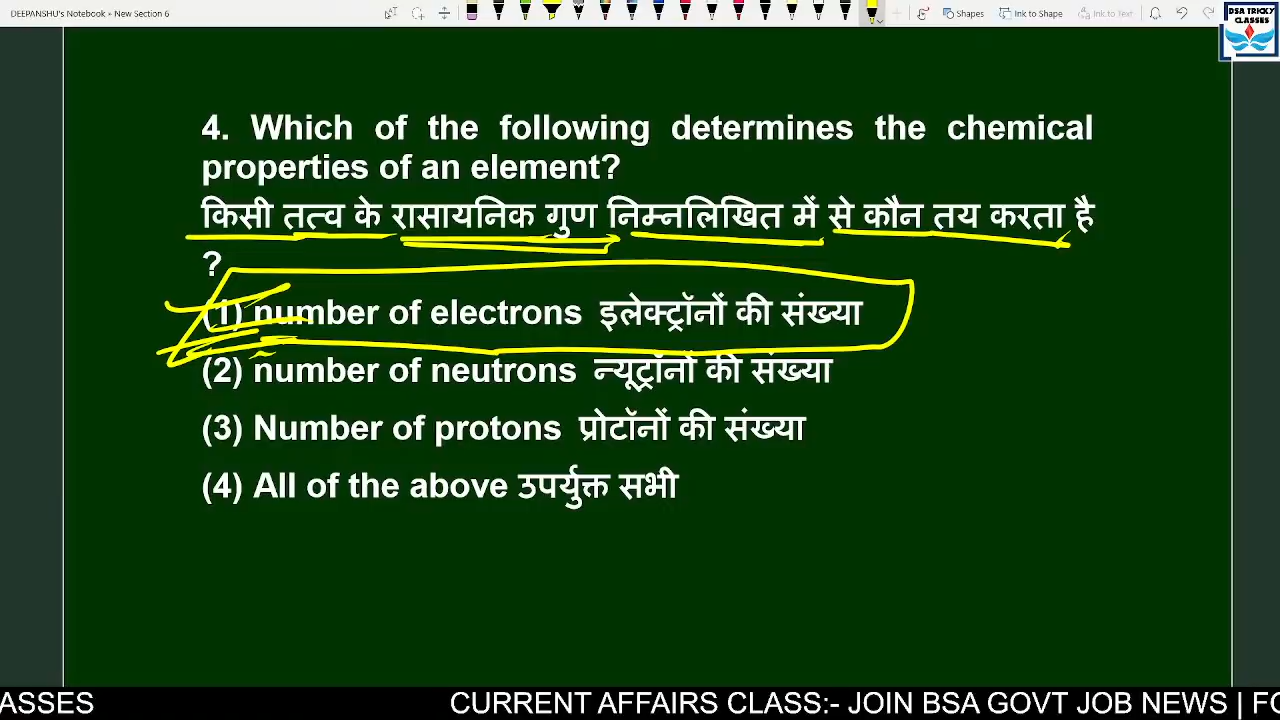 DEEPANSHU's Notebook » New Section 6
Shapes Ink to Shape Ink to Text
BSA TRICKY
CLASSES
4. Which of the following determines the chemical
properties of an element?
किसी तत्व के रासायनिक गुण निम्नलिखित में से कौन तय करता है
?
(1) number of electrons इलेक्ट्रॉनों की संख्या
(2) number of neutrons न्यूट्रॉनों की संख्या
(3) Number of protons प्रोटॉनों की संख्या
(4) All of the above उपर्युक्त सभी
ASSES CURRENT AFFAIRS CLASS:- JOIN BSA GOVT JOB NEWS | FO